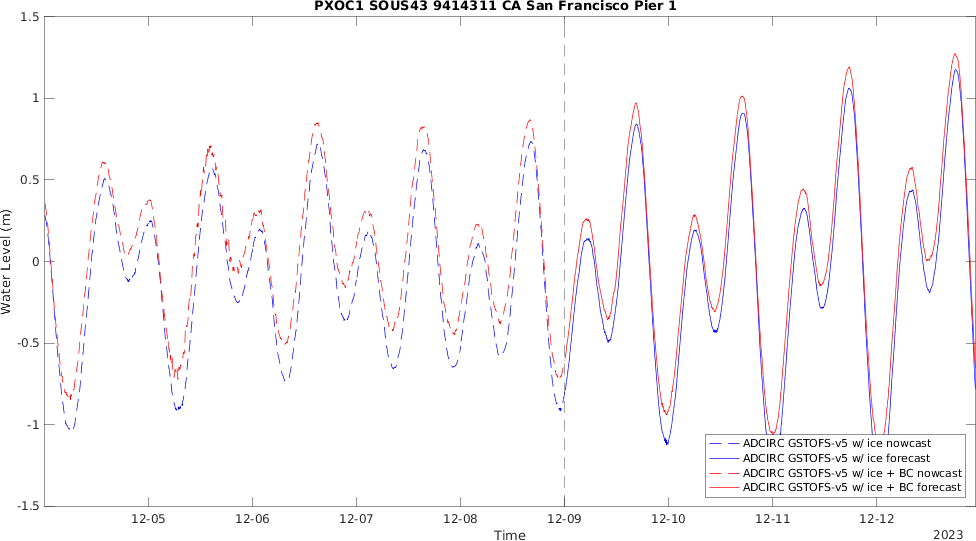 PXOC1 SOUS43 9414311 CA San Francisco Pier 1
1.5
1
0.5
0
-0.5
-1
-1.5
Water Level (m)
12-05
12-06
12-07
12-08
12-09
12-10
12-11
12-12
Time
2023
ADCIRC GSTOFS-v5 w/ ice nowcast
ADCIRC GSTOFS-v5 w/ ice forecast
ADCIRC GSTOFS-v5 w/ ice + BC nowcast
ADCIRC GSTOFS-v5 w/ ice + BC forecast